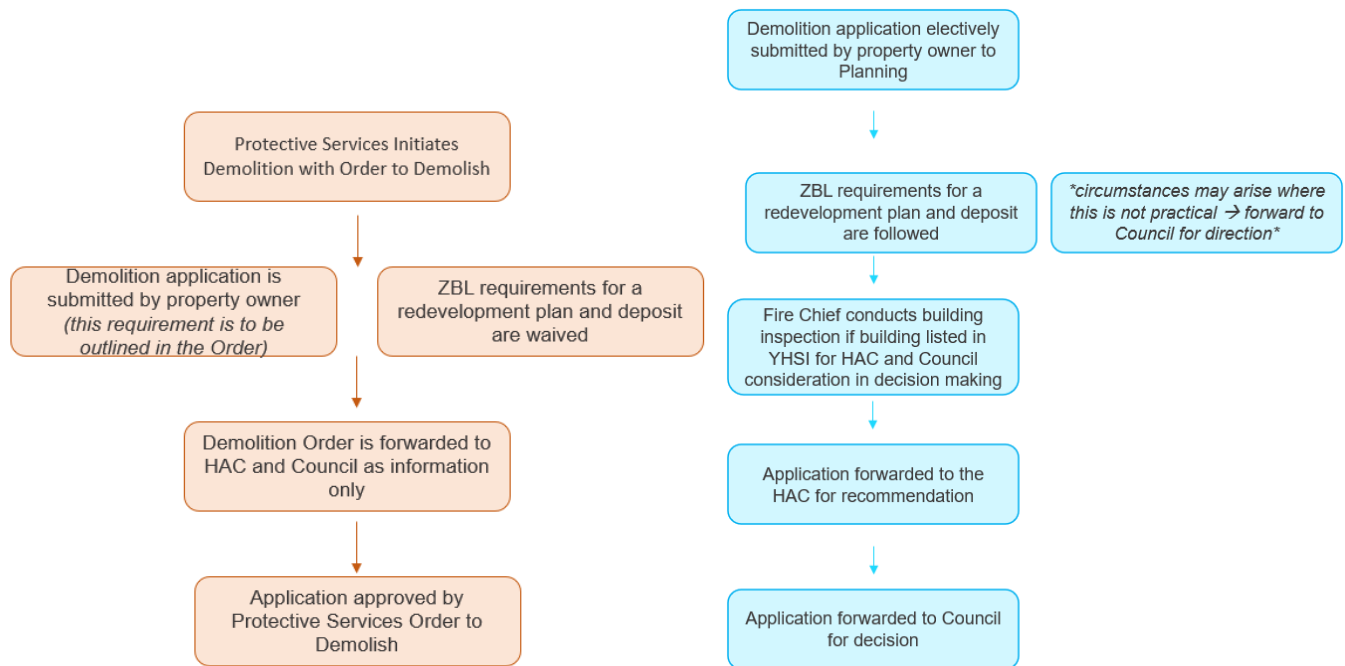 Protective Services Initiates
Demolition with Order to Demolish
Demolition application is
submitted by property owner
(this requirement is to be
outlined in the Order)
ZBL requirements for a
redevelopment plan and deposit
are waived
Demolition Order is forwarded to
HAC and Council as information
only
Application approved by
Protective Services Order to
Demolish
Demolition application electively
submitted by property owner to
Planning
ZBL requirements for a
redevelopment plan and deposit
are followed
*circumstances may arise where
this is not practical → forward to
Council for direction*
Fire Chief conducts building
inspection if building listed in
YHSI for HAC and Council
consideration in decision making
Application forwarded to the
HAC for recommendation
Application forwarded to Council
for decision